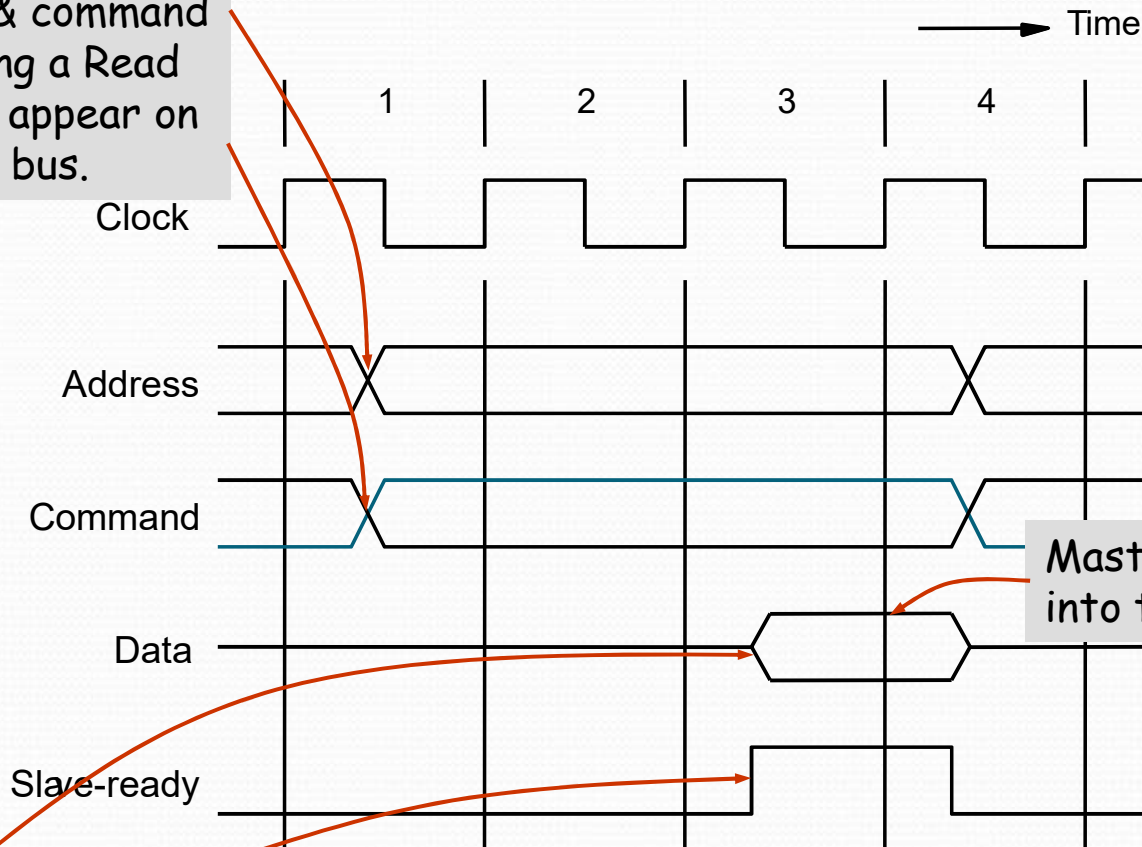 & command
ng a Read
appear on
bus.
Time
1 2 3 4
Clock
Address
Command
Mast
into t
Data
Slave-ready